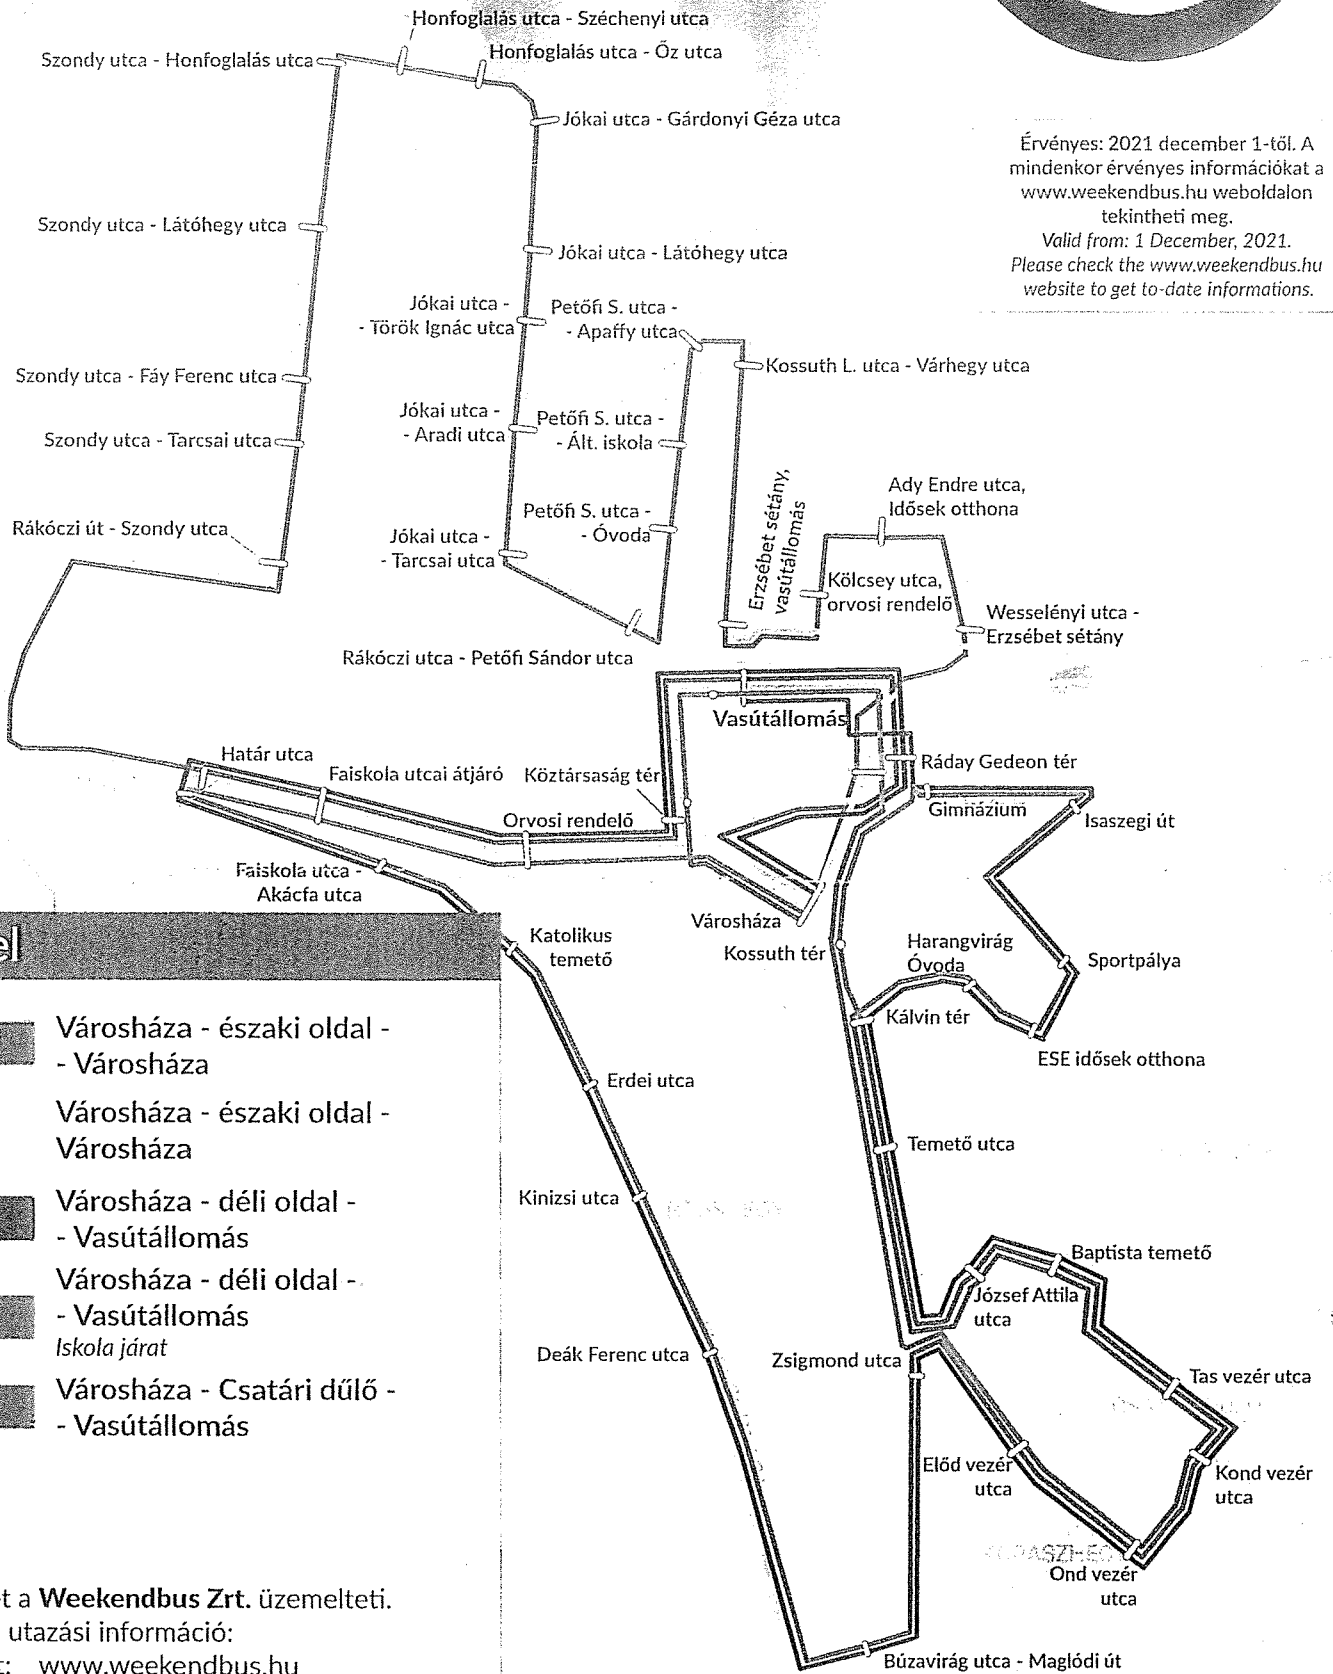 Honfoglalás utca - Széchenyi utca
Szondy utca - Honfoglalás utca
Honfoglalás utca - Őz utca
Jókai utca - Gárdonyi Géza utca
Érvényes: 2021 december 1-től. A
mindenkor érvényes információkat a
www.weekendbus.hu weboldalon
tekintheti meg.
Valid from: 1 December, 2021.
Please check the www.weekendbus.hu
website to get to-date informations.
Szondy utca - Látóhegy utca
Jókai utca - Látóhegy utca
Jókai utca -
- Török Ignác utca
Petőfi S. utca -
- Apaffy utca
Kossuth L. utca - Várhegy utca
Szondy utca - Fáy Ferenc utca
Jókai utca -
- Aradi utca
Petőfi S. utca -
- Ált. iskola
Szondy utca - Tarcsai utca
Erzsébet sétány,
vasútállomás
Ady Endre utca,
Idősek otthona
Rákóczi út - Szondy utca
Jókai utca -
- Tarcsai utca
Petőfi S. utca -
- Óvoda
Kölcsey utca,
orvosi rendelő
Wesselényi utca -
Erzsébet sétány
Rákóczi utca - Petőfi Sándor utca
Vasútállomás
Határ utca
Faiskola utcai átjáró
Köztársaság tér
Ráday Gedeon tér
Orvosi rendelő
Gimnázium
Isaszegi út
Faiskola utca -
Akácfa utca
Városháza
Katolikus
temető
Kossuth tér
Harangvirág
Óvoda
Sportpálya
Kálvin tér
ESE idősek otthona
Erdei utca
Temető utca
Kinizsi utca
Baptista temető
József Attila
utca
Deák Ferenc utca
Zsigmond utca
Tas vezér utca
Előd vezér
utca
Kond vezér
utca
Ond vezér
utca
Búzavirág utca - Maglódi út
el
Városháza - északi oldal -
- Városháza
Városháza - északi oldal -
Városháza
Városháza - déli oldal -
- Vasútállomás
Városháza - déli oldal -
- Vasútállomás
Iskola járat
Városháza - Csatári dűlő -
- Vasútállomás
t a Weekendbus Zrt. üzemelteti.
utazási információ:
t: www.weekendbus.hu